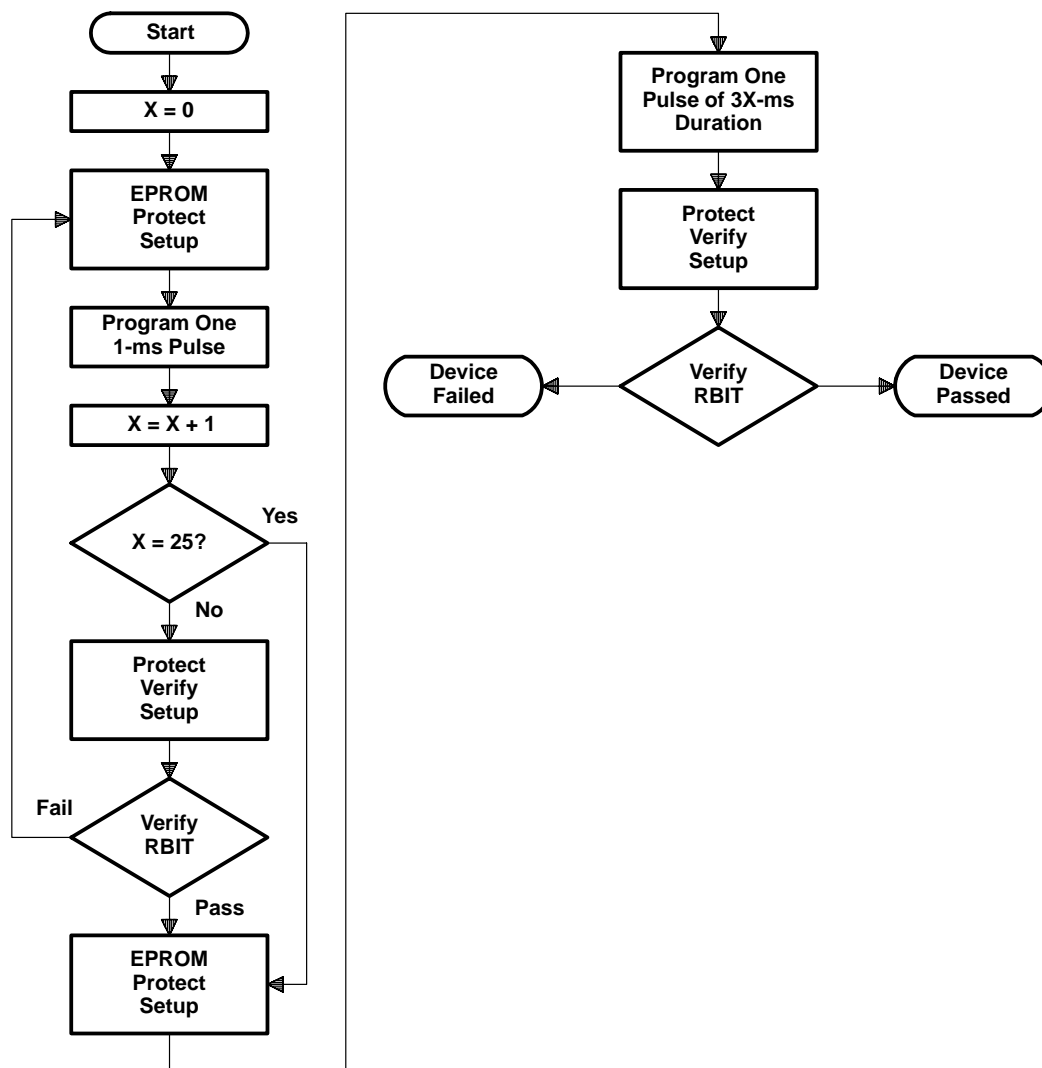 Start
X = 0
EPROM
Protect
Setup
Program One
1-ms Pulse
X = X + 1
X = 25?
Yes
No
Protect
Verify
Setup
Fail
Verify
RBIT
Pass
EPROM
Protect
Setup
Program One
Pulse of 3X-ms
Duration
Protect
Verify
Setup
Device
Failed
Verify
RBIT
Device
Passed